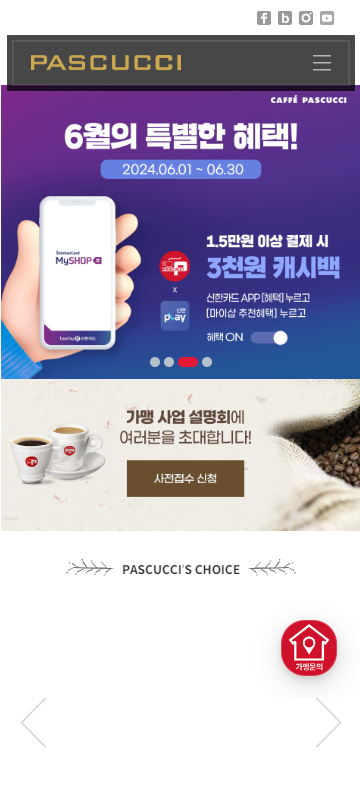 PASCUCCI
CAFFÉ PASCUCCI
6월의 특별한 혜택!
2024.06.01 ~ 06.30
MySHOP
1.5만원 이상 결제 시
3천원 캐시백
x
신한
play
신한카드 APP [혜택] 누르고
[마이샵 추천혜택] 누르고
혜택 ON
가맹 사업 설명회에
여러분을 초대합니다!
사전접수 신청
PASCUCCI'S CHOICE
가맹문의